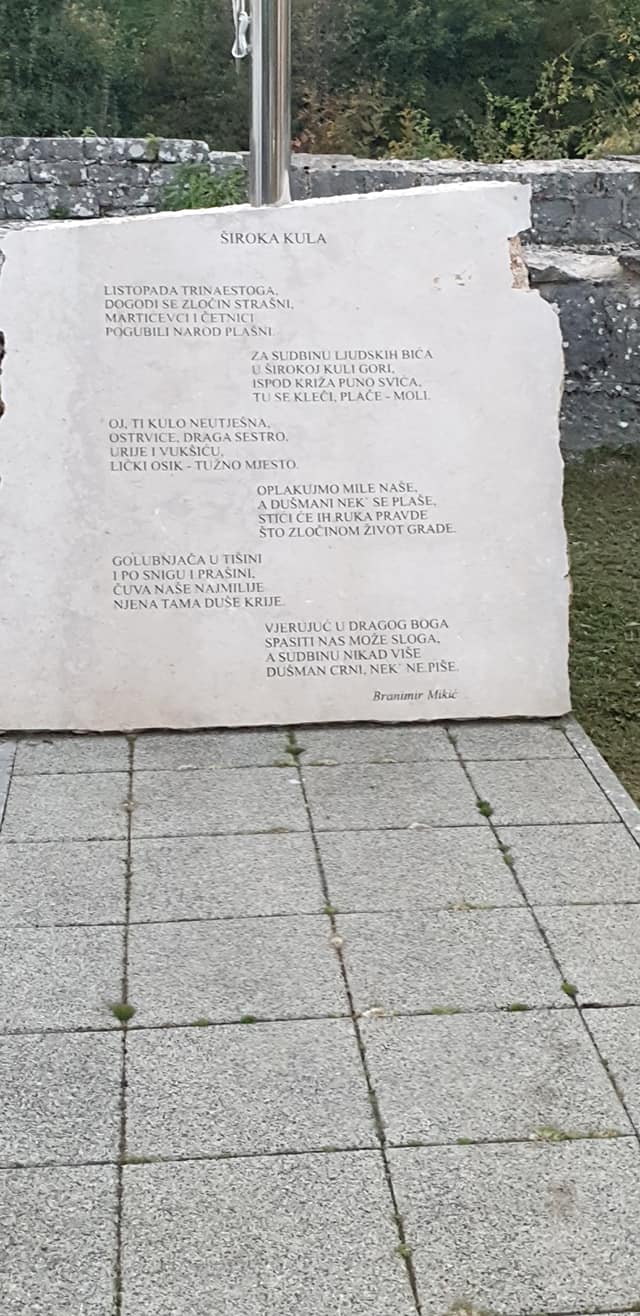 ŠIROKA KULA
LISTOPADA TRINAESTOGA,
DOGODI SE ZLOČIN STRAŠNI,
MARTIĆEVCI I ČETNICI
POGUBILI NAROD PLAŠNI.
ZA SUDBINU LJUDSKIH BIĆA
U ŠIROKOJ KULI GORI,
ISPOD KRIŽA PUNO SVIĆA,
TU SE KLEČI, PLAČE - MOLI.
OJ, TI KULO NEUTJEŠNA,
OSTRVICE, DRAGA SESTRO,
URIJE I VUKŠIĆU,
LIČKI OSIK - TUŽNO MJESTO.
OPLAKUJMO MILE NAŠE,
A DUŠMANI NEK' SE PLAŠE,
STIĆI ĆE IH RUKA PRAVDE
ŠTO ZLOČINOM ŽIVOT GRADE.
GOLUBNJAČA U TIŠINI
I PO SNIGU I PRAŠINI,
ČUVA NAŠE NAJMILIJE
NJENA TAMA DUŠE KRIJE.
VJERUJUĆ U DRAGOG BOGA
SPASITI NAS MOŽE SLOGA,
A SUDBINU NIKAD VIŠE
DUŠMAN CRNI, NEK' NE PIŠE.
Branimir Mikić